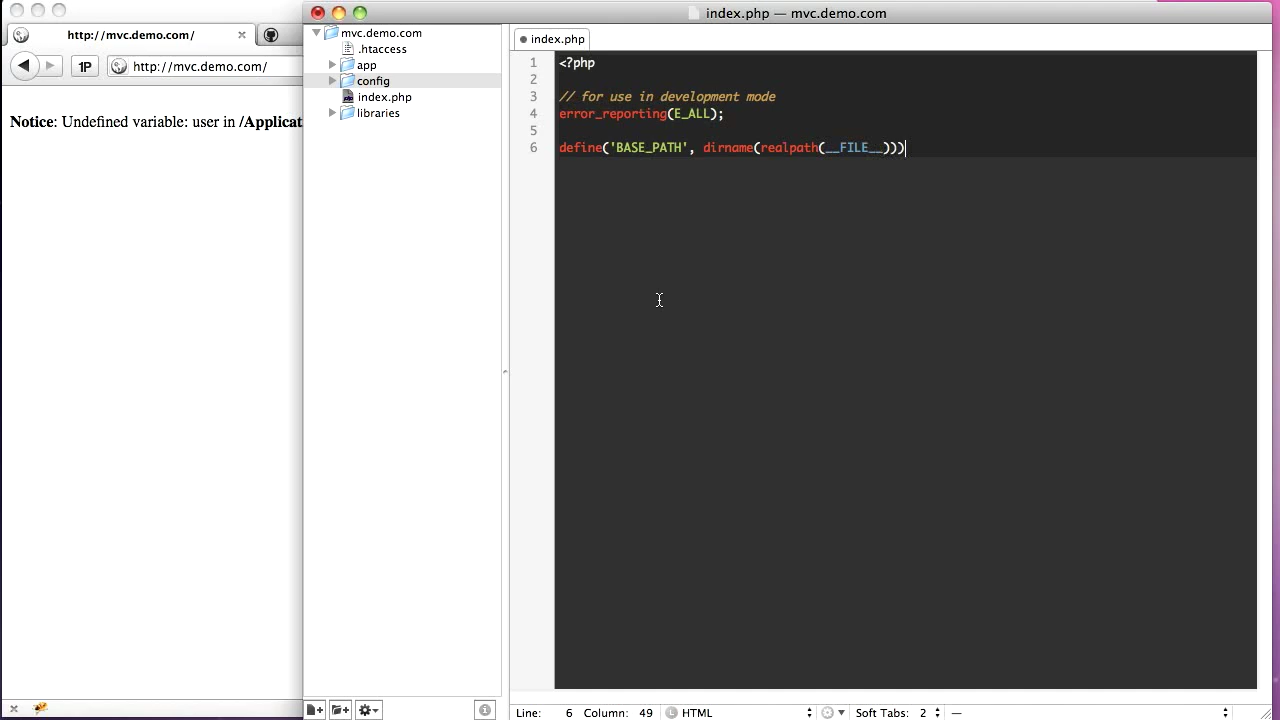 http://mvc.demo.com/
1P
http://mvc.demo.com/
Notice: Undefined variable: user in /Applicat
index.php — mvc.demo.com
mvc.demo.com
.htaccess
app
config
index.php
libraries
index.php
1 <?php
2
3 // for use in development mode
4 error_reporting(E_ALL);
5
6 define('BASE_PATH', dirname(realpath(__FILE__)))
Line: 6 Column: 49 L HTML Soft Tabs: 2 —